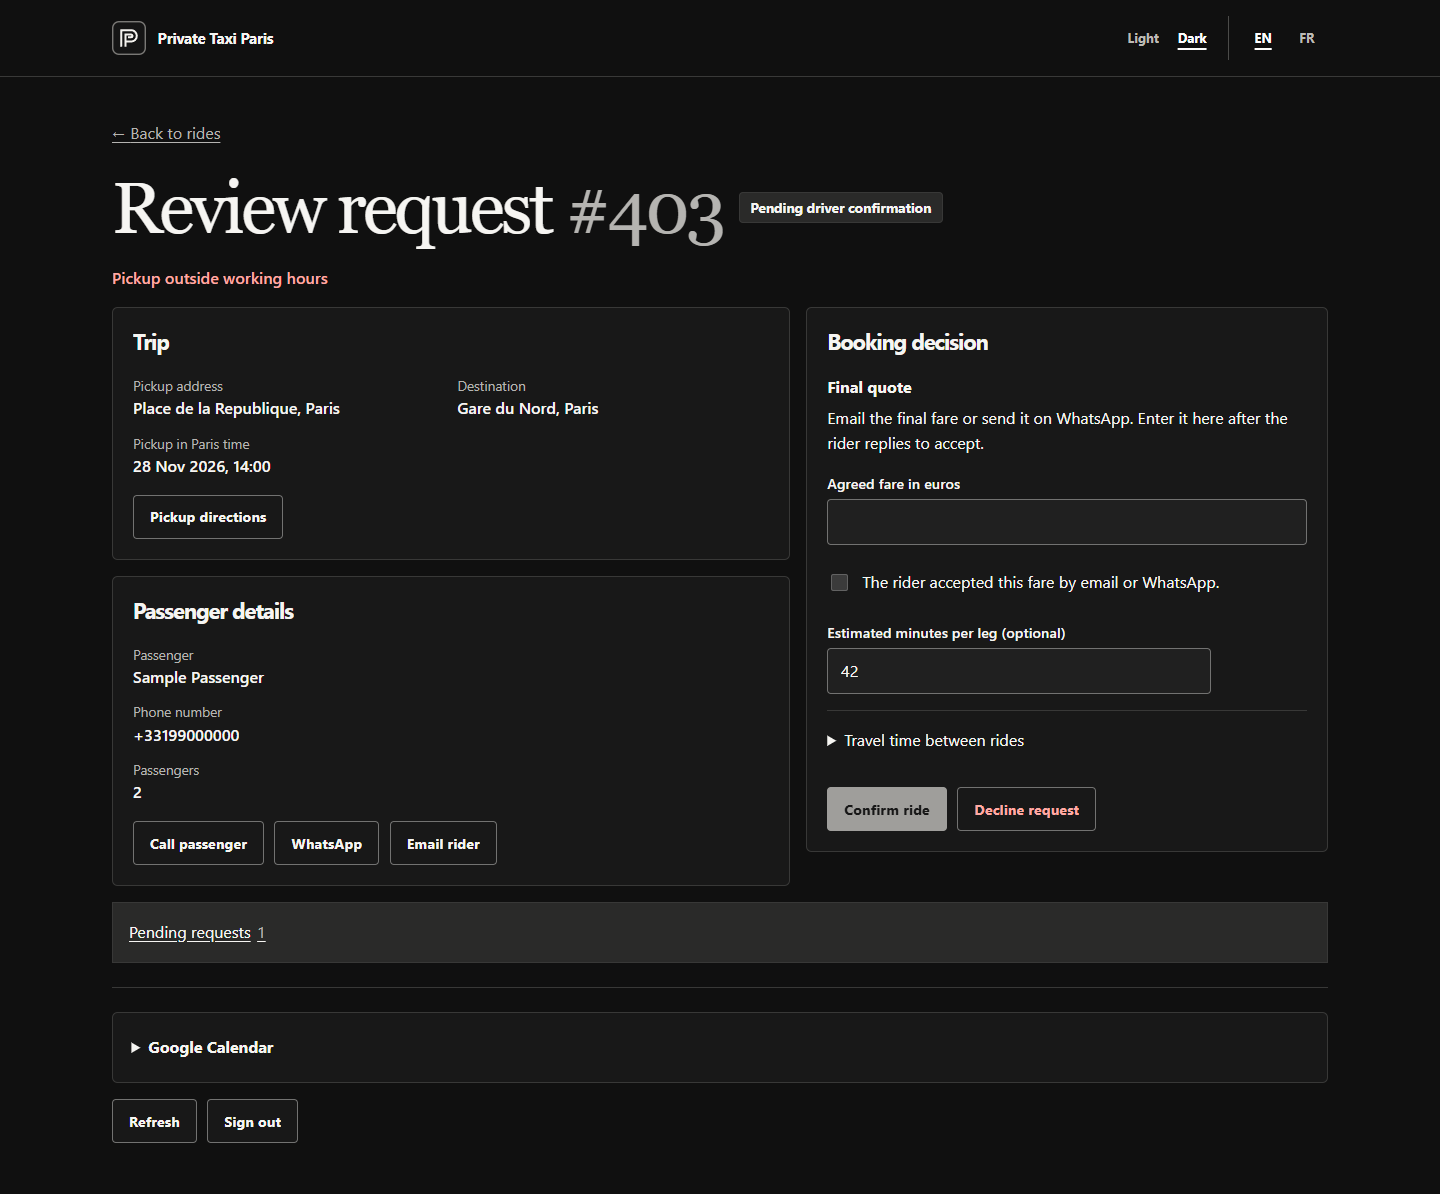 Private Taxi Paris
Light Dark EN FR
← Back to rides
Review request #403 Pending driver confirmation
Pickup outside working hours
Trip
Pickup address
Place de la Republique, Paris
Destination
Gare du Nord, Paris
Pickup in Paris time
28 Nov 2026, 14:00
Pickup directions
Passenger details
Passenger
Sample Passenger
Phone number
+33199000000
Passengers
2
Call passenger WhatsApp Email rider
Booking decision
Final quote
Email the final fare or send it on WhatsApp. Enter it here after the
rider replies to accept.
Agreed fare in euros
The rider accepted this fare by email or WhatsApp.
Estimated minutes per leg (optional)
42
Travel time between rides
Confirm ride Decline request
Pending requests 1
Google Calendar
Refresh Sign out